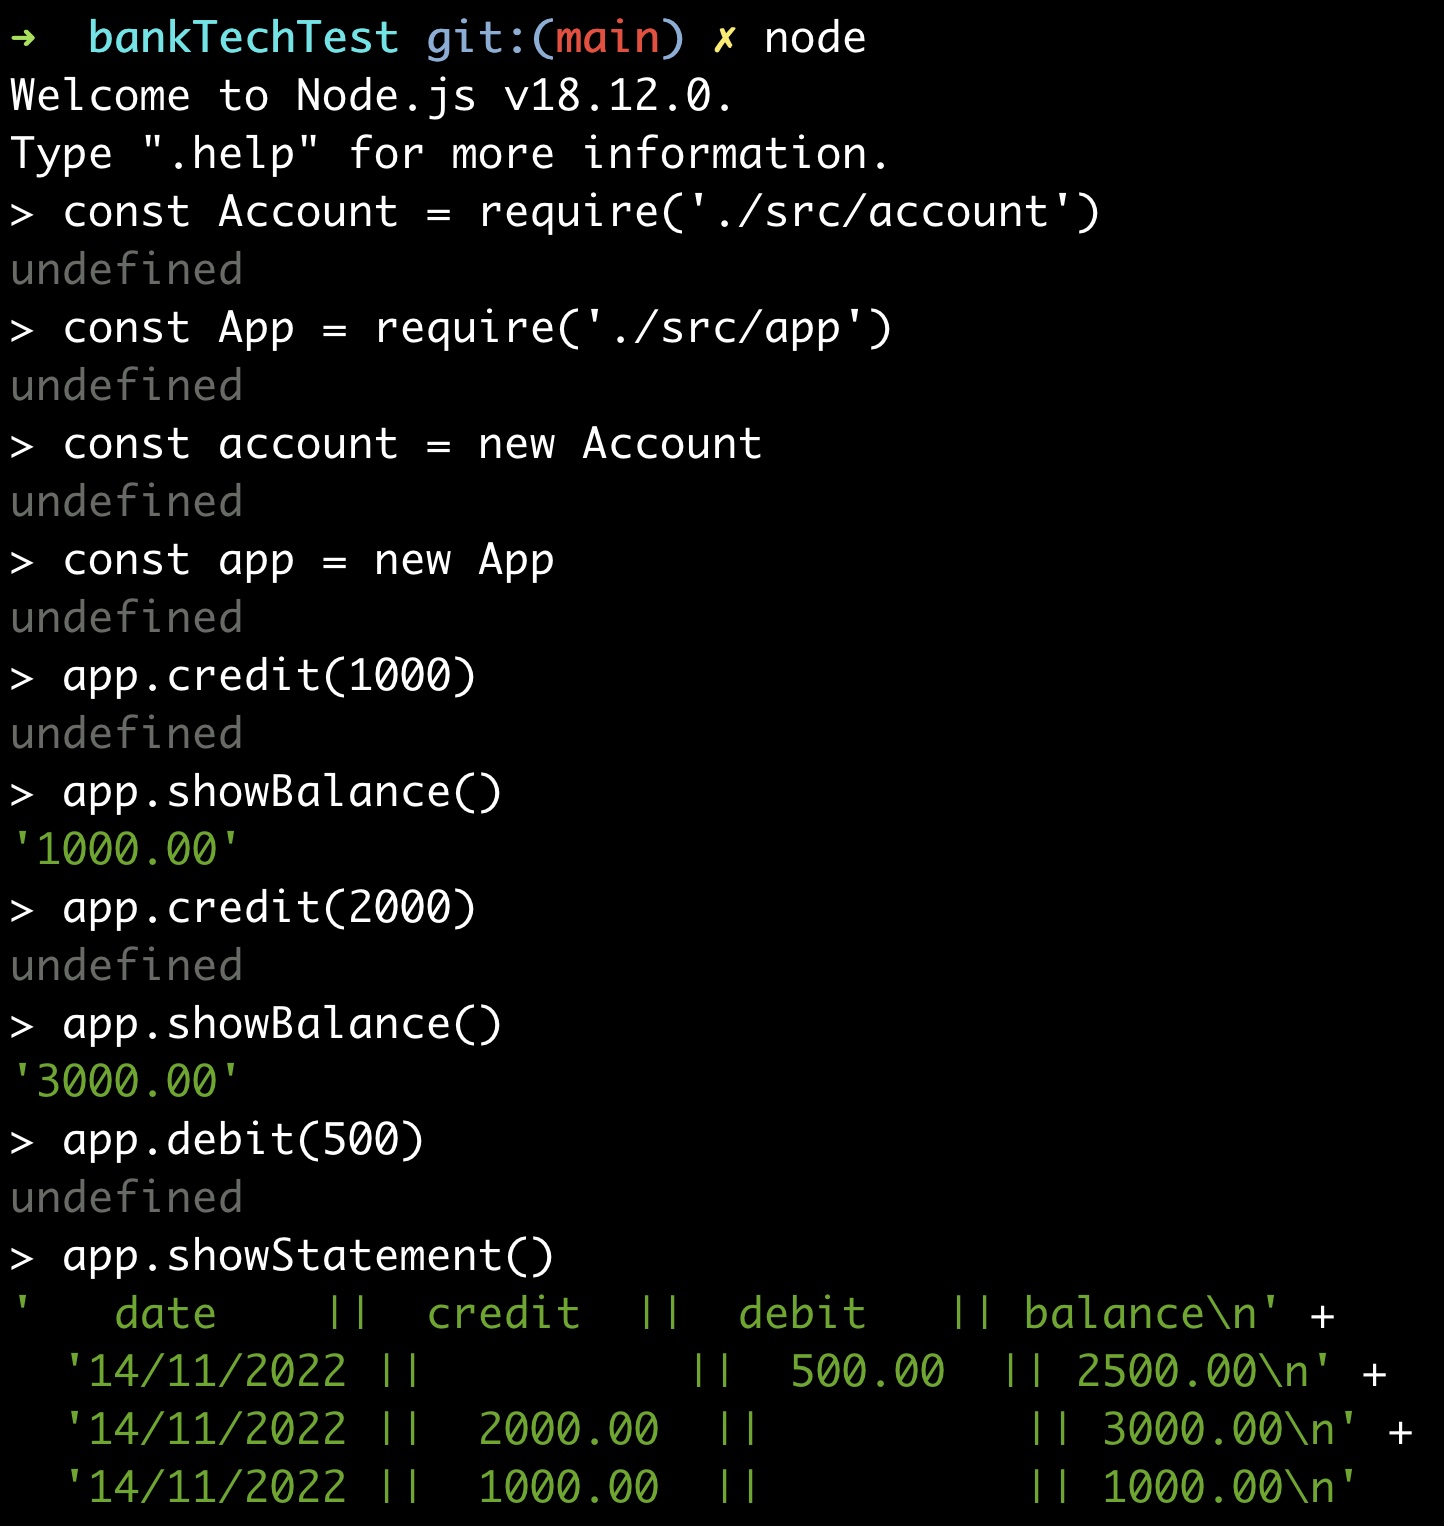 ➜  bankTechTest git:(main) ✗ node
Welcome to Node.js v18.12.0.
Type ".help" for more information.
> const Account = require('./src/account')
undefined
> const App = require('./src/app')
undefined
> const account = new Account
undefined
> const app = new App
undefined
> app.credit(1000)
undefined
> app.showBalance()
'1000.00'
> app.credit(2000)
undefined
> app.showBalance()
'3000.00'
> app.debit(500)
undefined
> app.showStatement()
'   date    ||  credit  ||  debit   || balance\n' +
  '14/11/2022 ||          ||  500.00  || 2500.00\n' +
  '14/11/2022 ||  2000.00  ||          || 3000.00\n' +
  '14/11/2022 ||  1000.00  ||          || 1000.00\n'